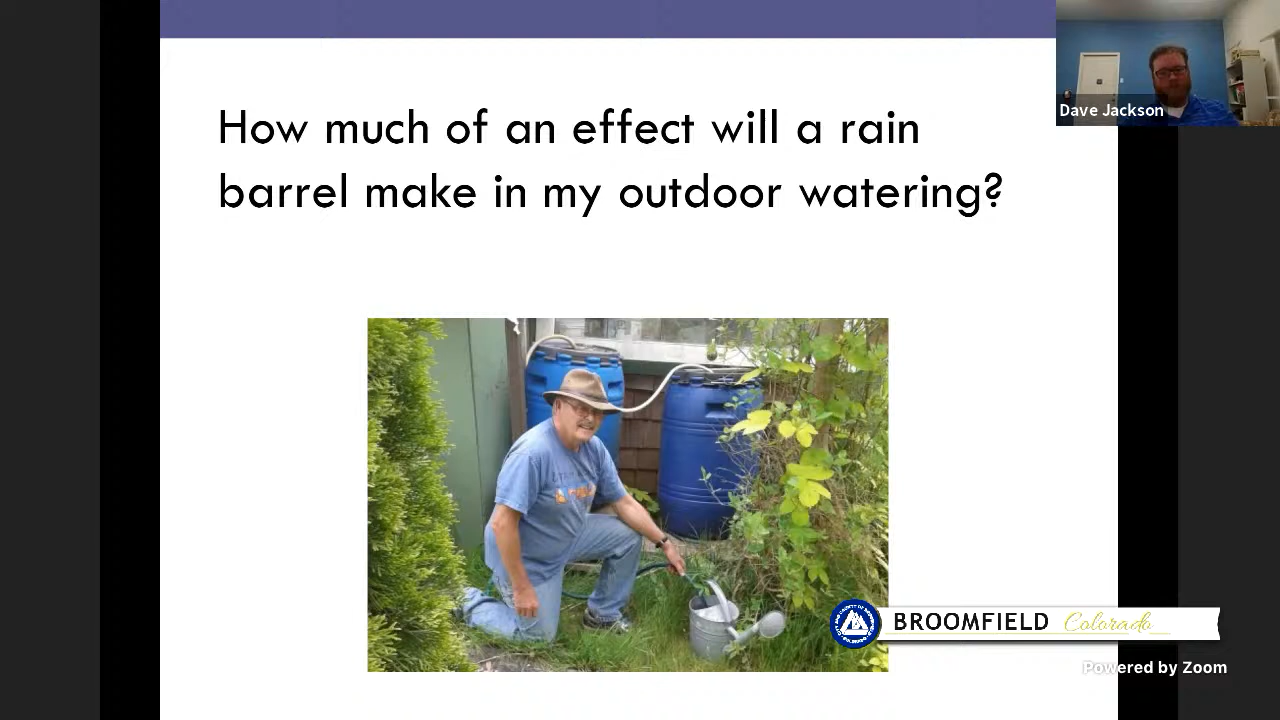 How much of an effect will a rain
barrel make in my outdoor watering?
Dave Jackson
BROOMFIELD Colorado
Powered by Zoom